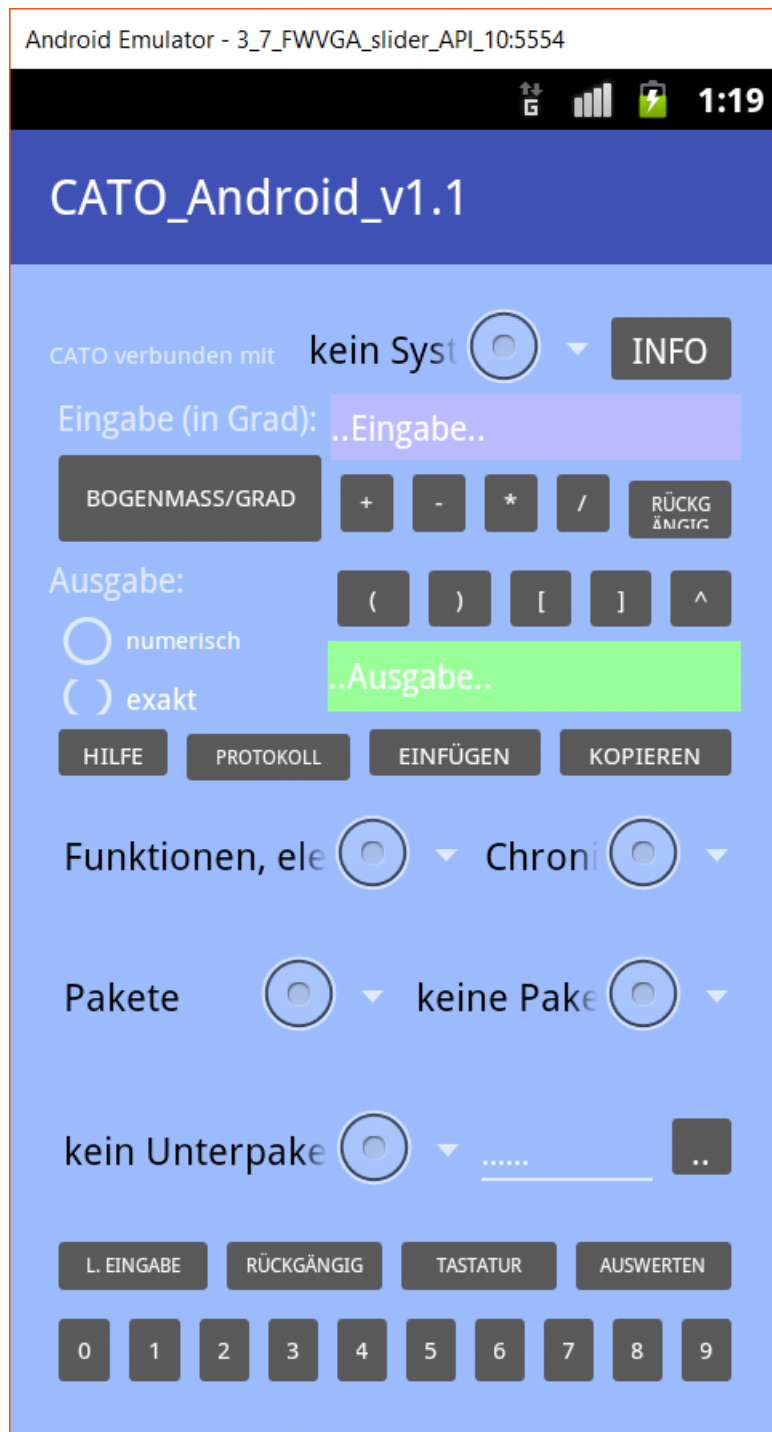 Android Emulator - 3_7_FWVGA_slider_API_10:5554
G 1:19
CATO_Android_v1.1
CATO verbunden mit kein Syst INFO
Eingabe (in Grad): ..Eingabe..
BOGENMASS/GRAD + - * / RÜCKG
ÄNGIG
Ausgabe: ( ) [ ] ^
numerisch
exakt ..Ausgabe..
HILFE PROTOKOLL EINFÜGEN KOPIEREN
Funktionen, ele Chroni
Pakete keine Pake
kein Unterpake ...... ..
L. EINGABE RÜCKGÄNGIG TASTATUR AUSWERTEN
0 1 2 3 4 5 6 7 8 9